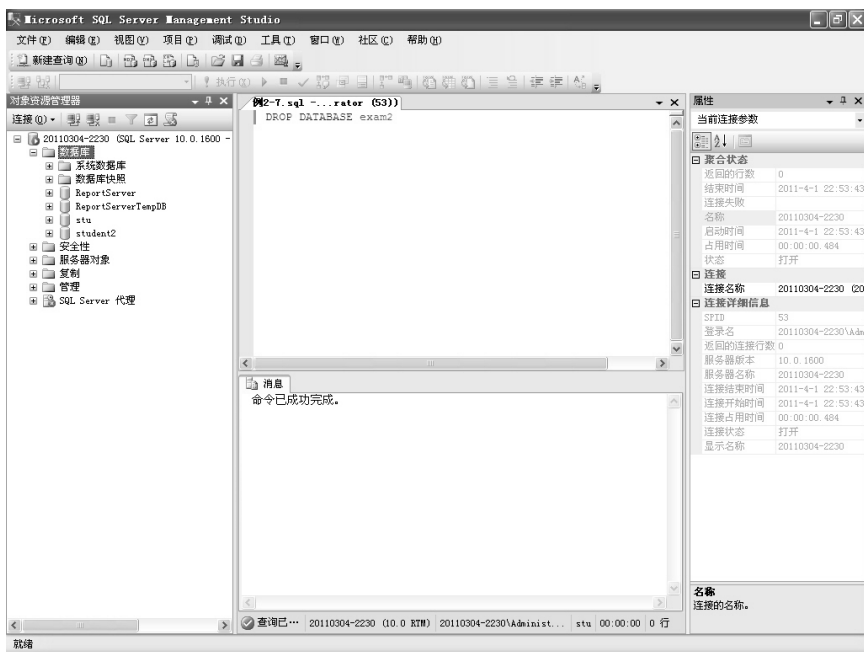 Microsoft SQL Server Management Studio
文件(F) 编辑(E) 视图(V) 项目(P) 调试(D) 工具(T) 窗口(W) 社区(C) 帮助(H)
新建查询(N)
执行(X)
对象资源管理器
连接(O)
20110304-2230 (SQL Server 10.0.1600 -
数据库
系统数据库
数据库快照
ReportServer
ReportServerTempDB
stu
student2
安全性
服务器对象
复制
管理
SQL Server 代理
例2-7.sql -...rator (53))
DROP DATABASE exam2
消息
命令已成功完成。
查询已… 20110304-2230 (10.0 RTM) 20110304-2230\Administ... stu 00:00:00 0 行
属性
当前连接参数
聚合状态
返回的行数 0
结束时间 2011-4-1 22:53:43
连接失败
名称 20110304-2230
启动时间 2011-4-1 22:53:43
占用时间 00:00:00.484
状态 打开
连接
连接名称 20110304-2230 (20
连接详细信息
SPID 53
登录名 20110304-2230\Adm
返回的连接行数 0
服务器版本 10.0.1600
服务器名称 20110304-2230
连接结束时间 2011-4-1 22:53:43
连接开始时间 2011-4-1 22:53:43
连接占用时间 00:00:00.484
连接状态 打开
显示名称 20110304-2230
名称
连接的名称。
就绪